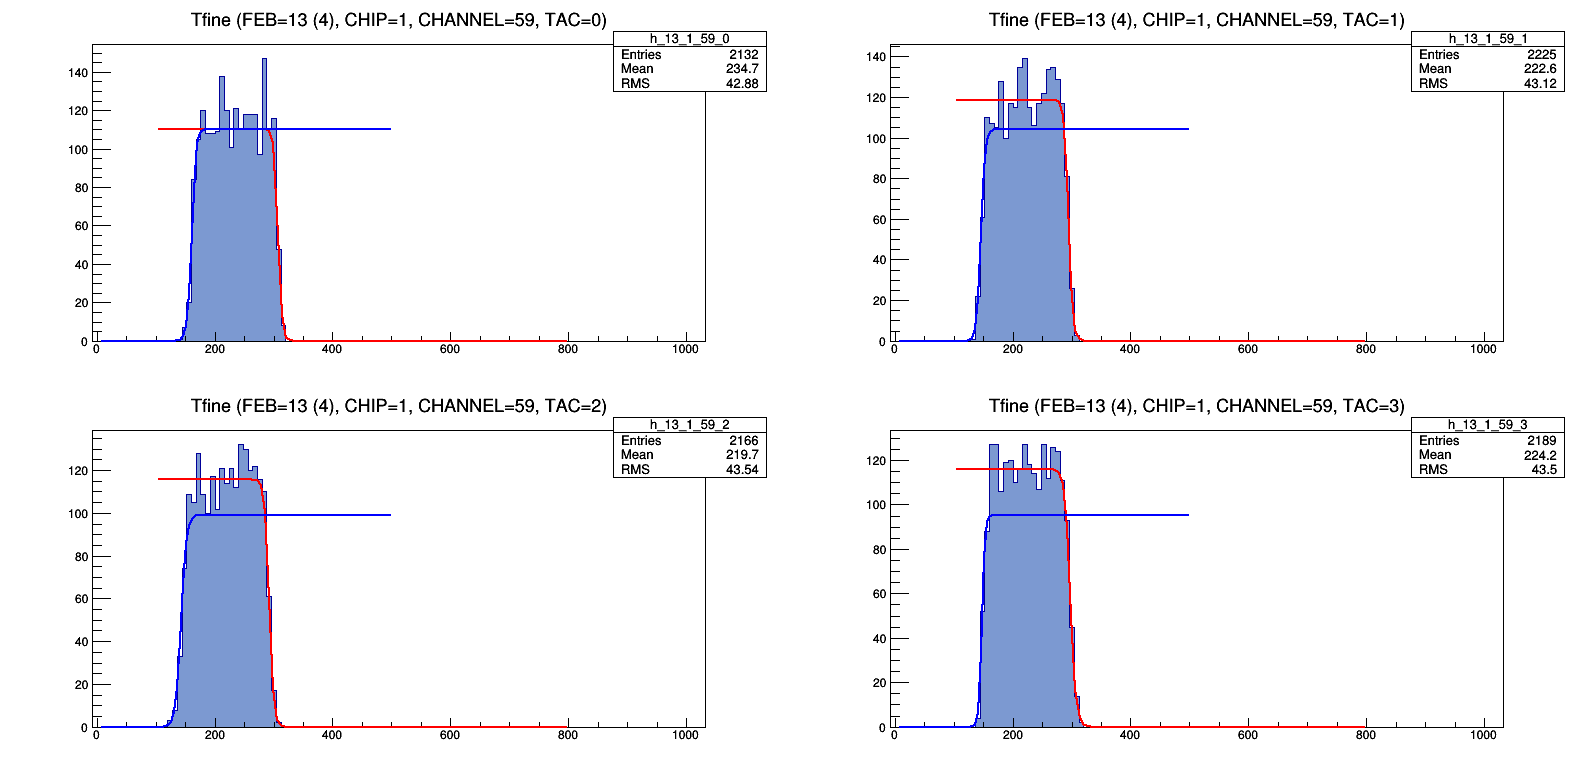 Tfine (FEB=13 (4), CHIP=1, CHANNEL=59, TAC=0)
h_13_1_59_0
Entries 2132
Mean 234.7
RMS 42.88
140
120
100
80
60
40
20
0
0 200 400 600 800 1000
Tfine (FEB=13 (4), CHIP=1, CHANNEL=59, TAC=1)
h_13_1_59_1
Entries 2225
Mean 222.6
RMS 43.12
140
120
100
80
60
40
20
0
0 200 400 600 800 1000
Tfine (FEB=13 (4), CHIP=1, CHANNEL=59, TAC=2)
h_13_1_59_2
Entries 2166
Mean 219.7
RMS 43.54
120
100
80
60
40
20
0
0 200 400 600 800 1000
Tfine (FEB=13 (4), CHIP=1, CHANNEL=59, TAC=3)
h_13_1_59_3
Entries 2189
Mean 224.2
RMS 43.5
120
100
80
60
40
20
0
0 200 400 600 800 1000